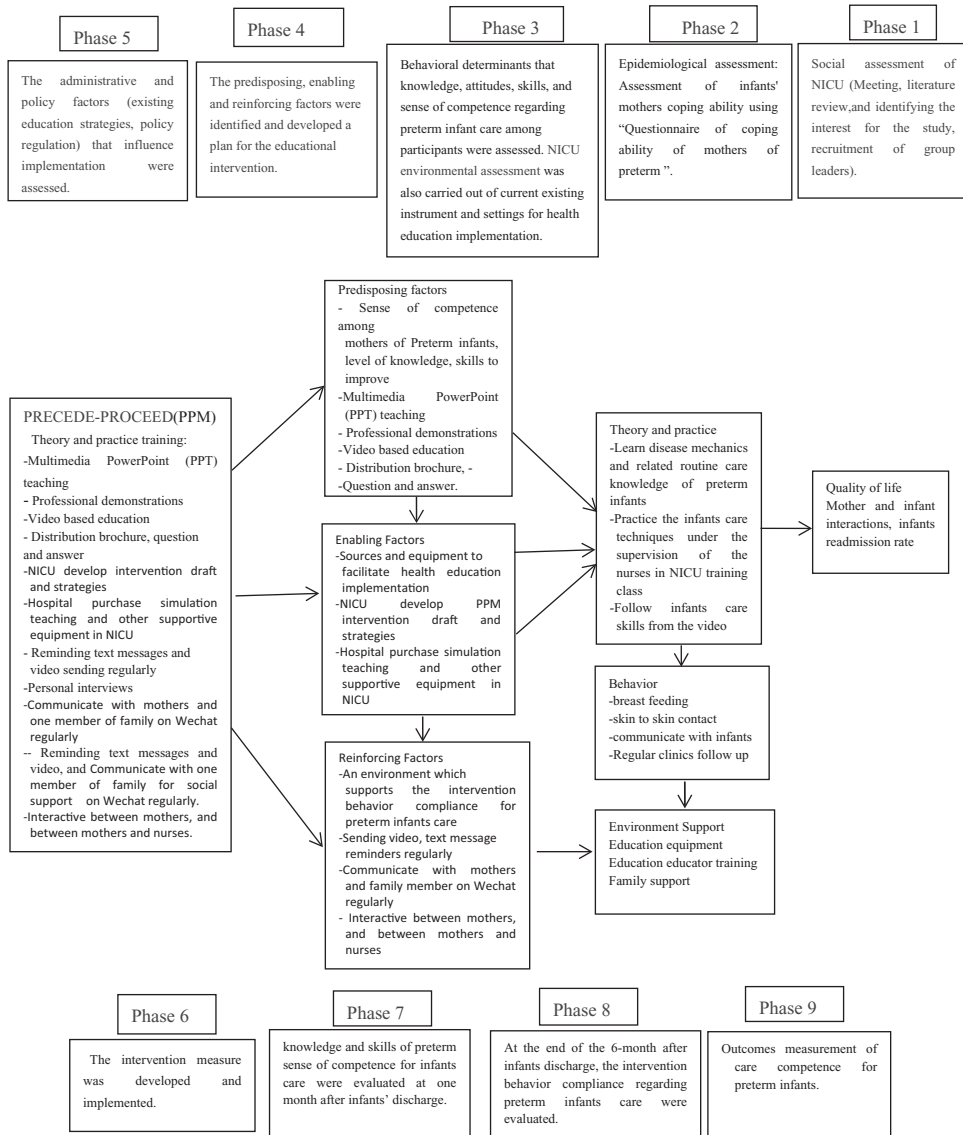 Phase 5
The administrative and
policy factors (existing
education strategies, policy
regulation) that influence
implementation were
assessed.
Phase 4
The predisposing, enabling
and reinforcing factors were
identified and developed a
plan for the educational
intervention.
Phase 3
Behavioral determinants that
knowledge, attitudes, skills, and
sense of competence regarding
preterm infant care among
participants were assessed. NICU
environmental assessment was
also carried out of current existing
instrument and settings for health
education implementation.
Phase 2
Epidemiological assessment:
Assessment of infants'
mothers coping ability using
“Questionnaire of coping
ability of mothers of
preterm ”.
Phase 1
Social assessment of
NICU (Meeting, literature
review,and identifying the
interest for the study,
recruitment of group
leaders).
PRECEDE-PROCEED(PPM)
Theory and practice training:
-Multimedia PowerPoint (PPT)
teaching
- Professional demonstrations
-Video based education
- Distribution brochure, question
and answer
-NICU develop intervention draft
and strategies
-Hospital purchase simulation
teaching and other supportive
equipment in NICU
- Reminding text messages and
video sending regularly
-Personal interviews
-Communicate with mothers and
one member of family on Wechat
regularly
-- Reminding text messages and
video, and Communicate with one
member of family for social
support on Wechat regularly.
-Interactive between mothers, and
between mothers and nurses.
Predisposing factors
- Sense of competence
among
mothers of Preterm infants,
level of knowledge, skills to
improve
-Multimedia PowerPoint
(PPT) teaching
- Professional demonstrations
-Video based education
- Distribution brochure, -
-Question and answer.
Enabling Factors
-Sources and equipment to
facilitate health education
implementation
-NICU develop PPM
intervention draft and
strategies
-Hospital purchase simulation
teaching and other
supportive equipment in
NICU
Reinforcing Factors
-An environment which
supports the intervention
behavior compliance for
preterm infants care
-Sending video, text message
reminders regularly
-Communicate with mothers
and family member on Wechat
regularly
- Interactive between mothers,
and between mothers and
nurses
Theory and practice
-Learn disease mechanics
and related routine care
knowledge of preterm
infants
-Practice the infants care
techniques under the
supervision of the
nurses in NICU training
class
-Follow infants care
skills from the video
Behavior
-breast feeding
-skin to skin contact
-communicate with infants
-Regular clinics follow up
Environment Support
Education equipment
Education educator training
Family support
Quality of life
Mother and infant
interactions, infants
readmission rate
Phase 6
The intervention measure
was developed and
implemented.
Phase 7
knowledge and skills of preterm
sense of competence for infants
care were evaluated at one
month after infants’ discharge.
Phase 8
At the end of the 6-month after
infants discharge, the intervention
behavior compliance regarding
preterm infants care were
evaluated.
Phase 9
Outcomes measurement of
care competence for
preterm infants.